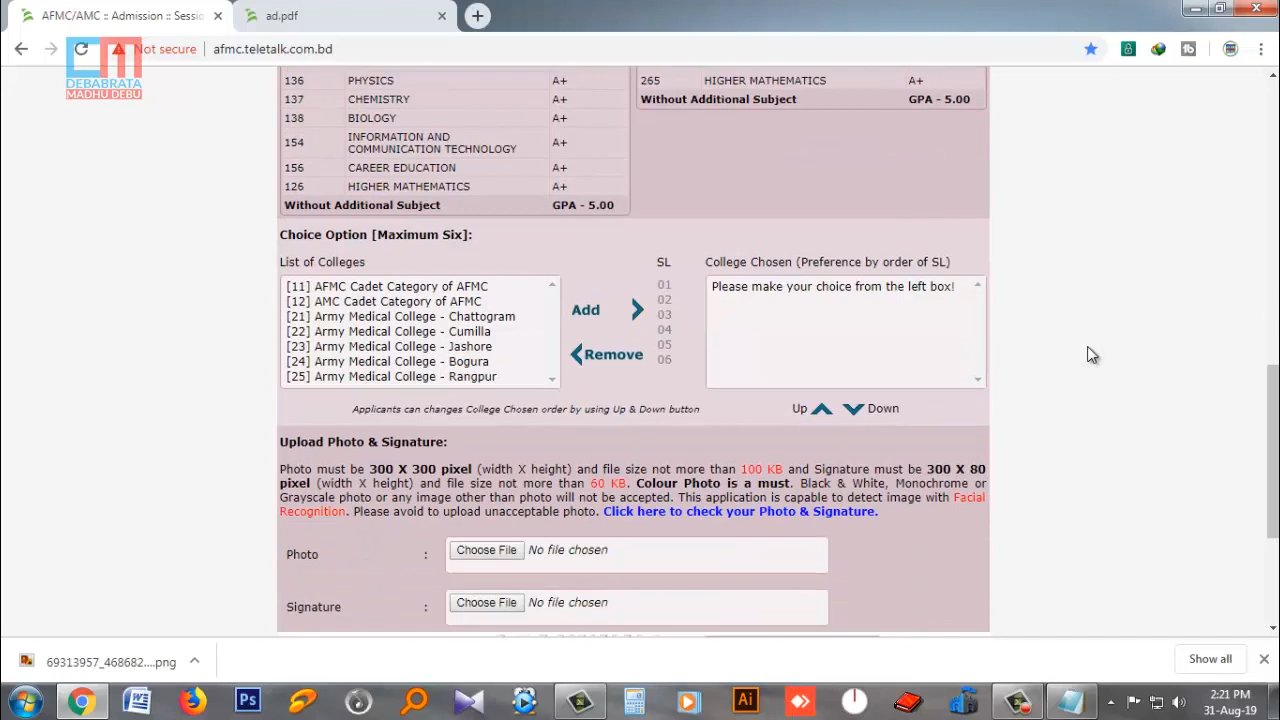 AFMC/AMC :: Admission :: Sessio
ad.pdf
Not secure
afmc.teletalk.com.bd
DEBABRATA
MADHU DEBU
136 PHYSICS A+
137 CHEMISTRY A+
138 BIOLOGY A+
154 INFORMATION AND COMMUNICATION TECHNOLOGY A+
156 CAREER EDUCATION A+
126 HIGHER MATHEMATICS A+
Without Additional Subject GPA - 5.00
265 HIGHER MATHEMATICS A+
Without Additional Subject GPA - 5.00
Choice Option [Maximum Six]:
List of Colleges
[11] AFMC Cadet Category of AFMC
[12] AMC Cadet Category of AFMC
[21] Army Medical College - Chattogram
[22] Army Medical College - Cumilla
[23] Army Medical College - Jashore
[24] Army Medical College - Bogura
[25] Army Medical College - Rangpur
Add
Remove
SL
01
02
03
04
05
06
College Chosen (Preference by order of SL)
Please make your choice from the left box!
Applicants can changes College Chosen order by using Up & Down button
Up
Down
Upload Photo & Signature:
Photo must be 300 X 300 pixel (width X height) and file size not more than 100 KB and Signature must be 300 X 80
pixel (width X height) and file size not more than 60 KB. Colour Photo is a must. Black & White, Monochrome or
Grayscale photo or any image other than photo will not be accepted. This application is capable to detect image with Facial
Recognition. Please avoid to upload unacceptable photo. Click here to check your Photo & Signature.
Photo : Choose File No file chosen
Signature : Choose File No file chosen
69313957_468682....png
Show all
Ps
Ai
2:21 PM
31-Aug-19